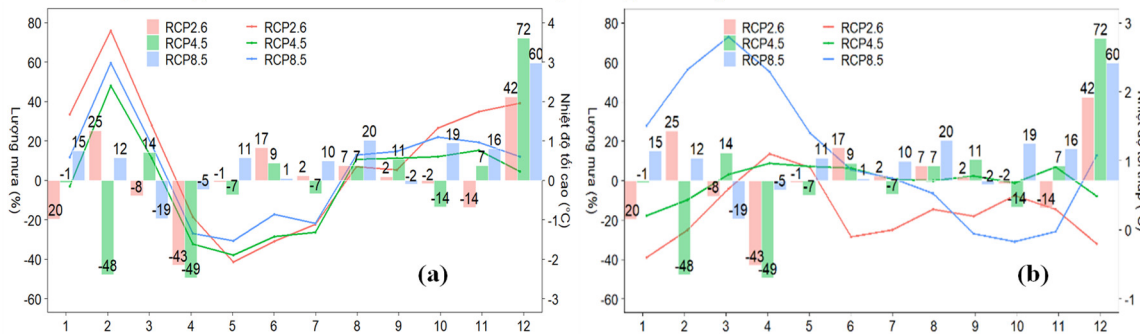 80
60
40
20
0
-20
-40
-60
Lượng mưa (%)
RCP2.6 RCP2.6
RCP4.5 RCP4.5
RCP8.5 RCP8.5
20 -1 15
25 -48 12
-8 14 -19
-43 -49 -5
-1 -7 11
17 9 1
2 -7 10
7 7 20
2 11 -2
-2 -14 19
-14 7 16
42 72 60
(a)
4
3
2
1
0
-1
-2
-3
Nhiệt độ tối cao (°C)
1 2 3 4 5 6 7 8 9 10 11 12
80
60
40
20
0
-20
-40
-60
Lượng mưa (%)
RCP2.6 RCP2.6
RCP4.5 RCP4.5
RCP8.5 RCP8.5
20 -1 15
25 -48 12
-8 14 -19
-43 -49 -5
-1 -7 11
17 9 1
2 -7 10
7 7 20
2 11 -2
-2 -14 19
-14 7 16
42 72 60
(b)
3
2
1
-0
-1
1 2 3 4 5 6 7 8 9 10 11 12